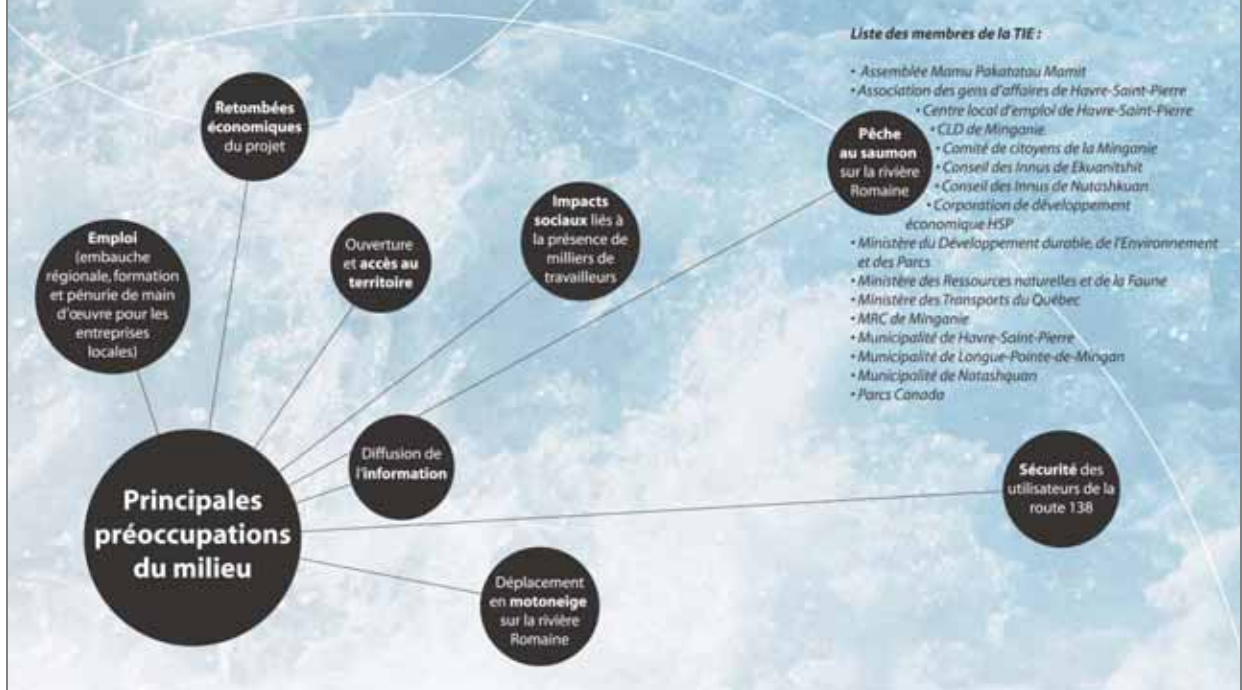 Retombées
économiques
du projet
Emploi
(embauche
régionale, formation
et pénurie de main
d'œuvre pour les
entreprises
locales)
Ouverture
et accès au
territoire
Impacts
sociaux liés à
la présence de
milliers de
travailleurs
Pêche
au saumon
sur la rivière
Romaine
Diffusion de
l'information
Principales
préoccupations
du milieu
Déplacement
en motoneige
sur la rivière
Romaine
Sécurité des
utilisateurs de la
route 138
Liste des membres de la TIE :
• Assemblée Mamu Pakatatau Mamit
• Association des gens d'affaires de Havre-Saint-Pierre
• Centre local d'emploi de Havre-Saint-Pierre
• CLD de Minganie
• Comité de citoyens de la Minganie
• Conseil des Innus de Ekuanitshit
• Conseil des Innus de Nutashkuan
• Corporation de développement
économique HSP
• Ministère du Développement durable, de l'Environnement
et des Parcs
• Ministère des Ressources naturelles et de la Faune
• Ministère des Transports du Québec
• MRC de Minganie
• Municipalité de Havre-Saint-Pierre
• Municipalité de Longue-Pointe-de-Mingan
• Municipalité de Natashquan
• Parcs Canada